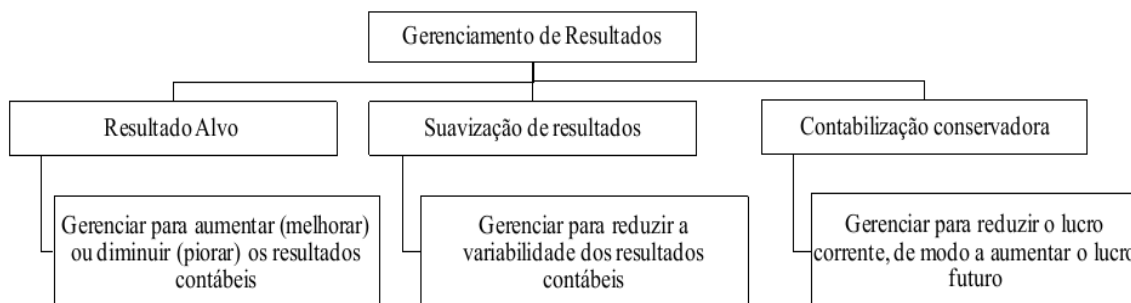 Gerenciamento de Resultados
Resultado Alvo
Suavização de resultados
Contabilização conservadora
Gerenciar para aumentar (melhorar)
ou diminuir (piorar) os resultados
contábeis
Gerenciar para reduzir a
variabilidade dos resultados
contábeis
Gerenciar para reduzir o lucro
corrente, de modo a aumentar o lucro
futuro